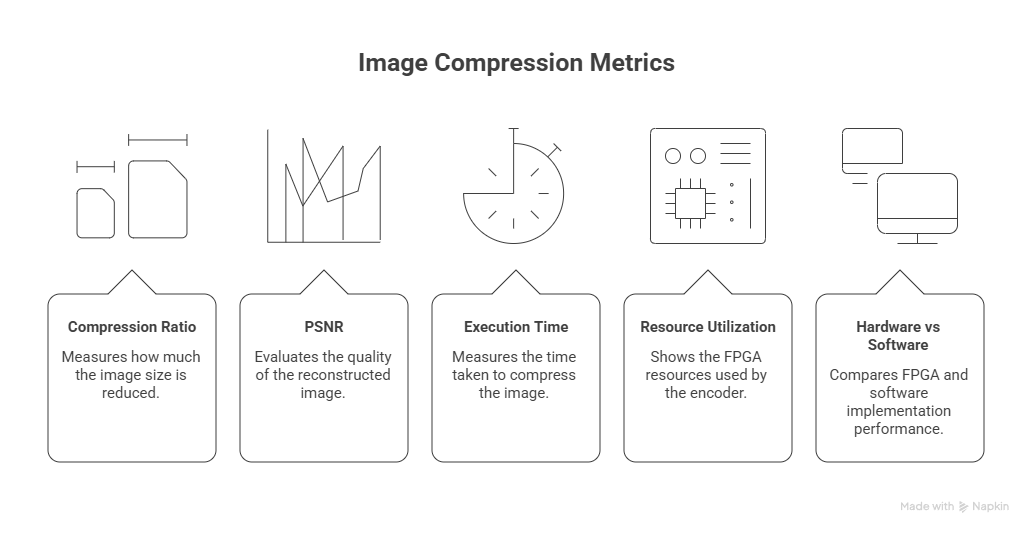 Image Compression Metrics
Compression Ratio
Measures how much
the image size is
reduced.
PSNR
Evaluates the quality
of the reconstructed
image.
Execution Time
Measures the time
taken to compress
the image.
Resource Utilization
Shows the FPGA
resources used by
the encoder.
Hardware vs
Software
Compares FPGA and
software
implementation
performance.
Made with Napkin